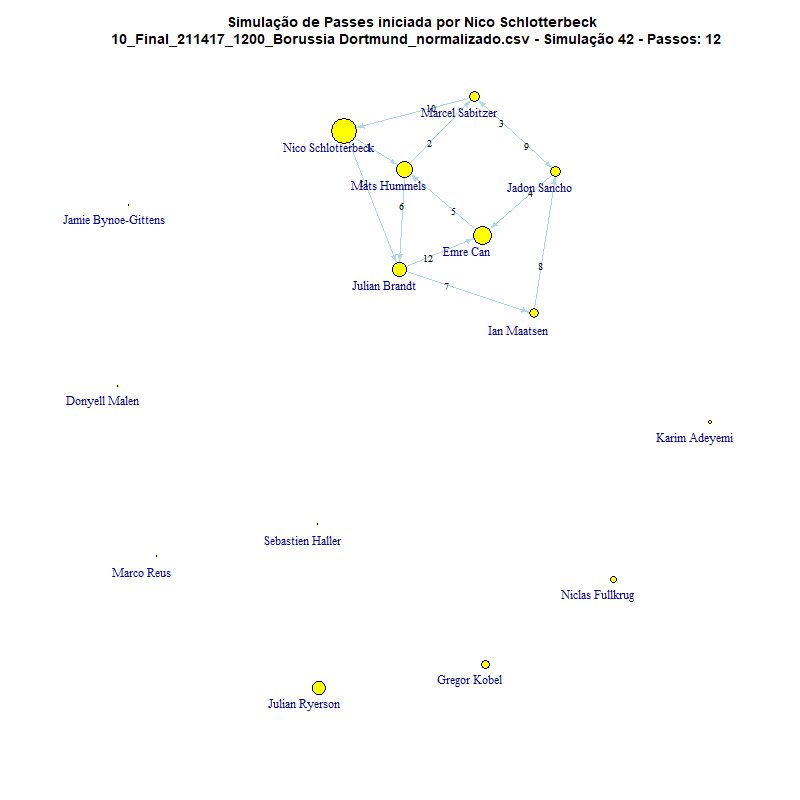 Simulação de Passes iniciada por Nico Schlotterbeck
10_Final_211417_1200_Borussia Dortmund_normalizado.csv - Simulação 42 - Passos: 12
10
Marcel Sabitzer
3
2
9
Nico Schlotterbeck
Mats Hummels
Jadon Sancho
4
6
5
Jamie Bynoe-Gittens
Emre Can
12
8
Julian Brandt
7
Ian Maatsen
Donyell Malen
Karim Adeyemi
Sebastien Haller
Marco Reus
Niclas Fullkrug
Gregor Kobel
Julian Ryerson